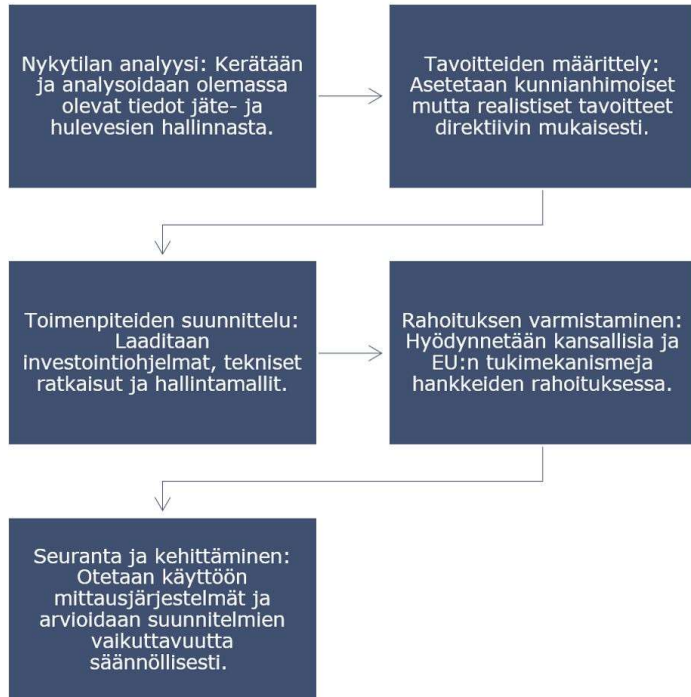 Nykytilan analyysi: Kerätään
ja analysoidaan olemassa
olevat tiedot jäte- ja
hulevesien hallinnasta.
Tavoitteiden määrittely:
Asetetaan kunnianhimoiset
mutta realistiset tavoitteet
direktiivin mukaisesti.
Toimenpiteiden suunnittelu:
Laaditaan
investointiohjelmat, tekniset
ratkaisut ja hallintamallit.
Rahoituksen varmistaminen:
Hyödynnetään kansallisia ja
EU:n tukimekanismeja
hankkeiden rahoituksessa.
Seuranta ja kehittäminen:
Otetaan käyttöön
mittausjärjestelmät ja
arvioidaan suunnitelmien
vaikuttavuutta
säännöllisesti.